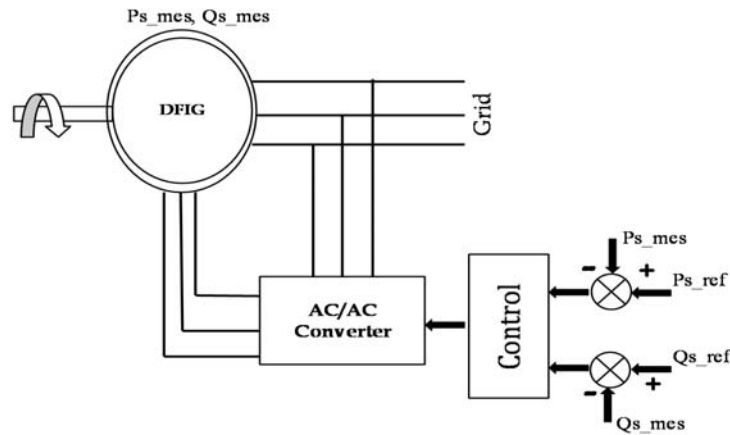 Ps_mes, Qs_mes
DFIG
Grid
Ps_mes
- +
Ps_ref
AC/AC
Converter
Control
Qs_ref
- +
Qs_mes